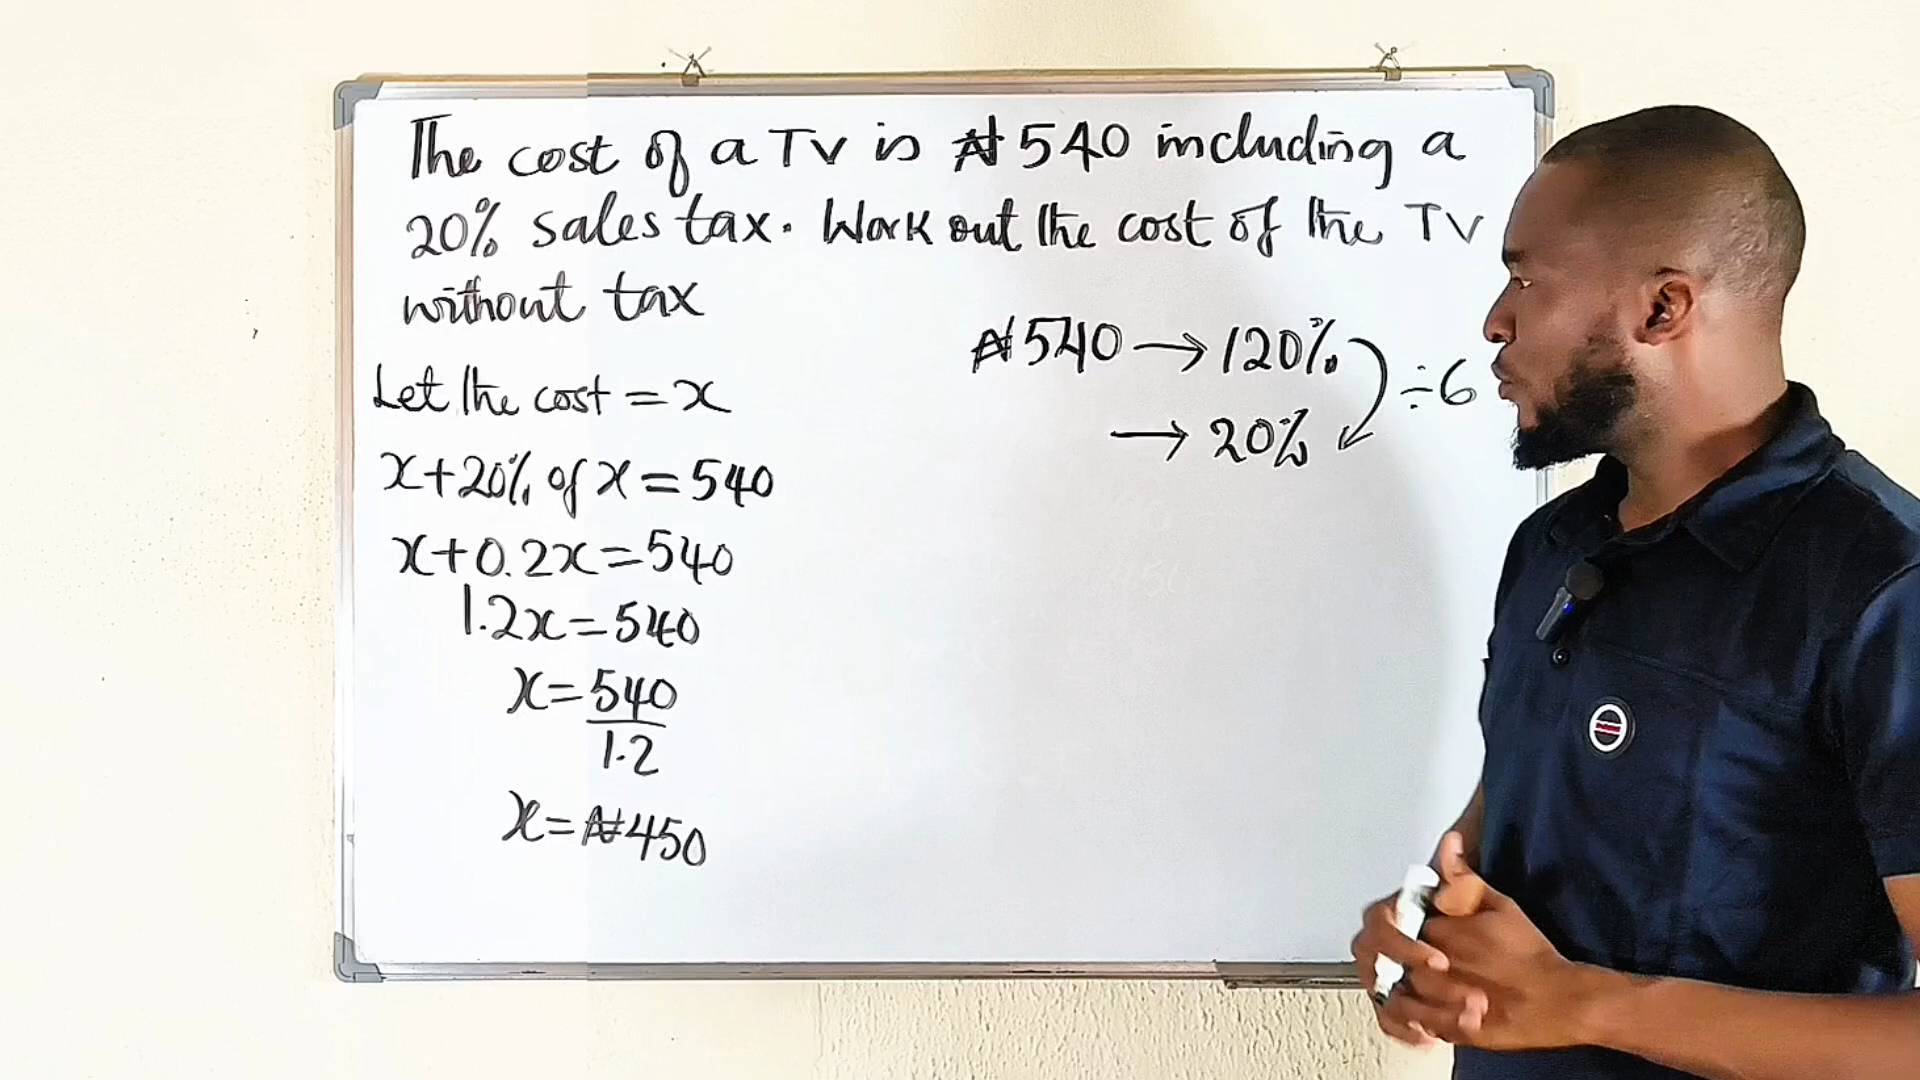 The cost of a TV is ₦540 including a
20% sales tax. Work out the cost of the TV
without tax
Let the cost = x
x+20% of x = 540
x+0.2x=540
1.2x=540
x=540/1.2
x=₦450
₦540 → 120%
÷6
→ 20%